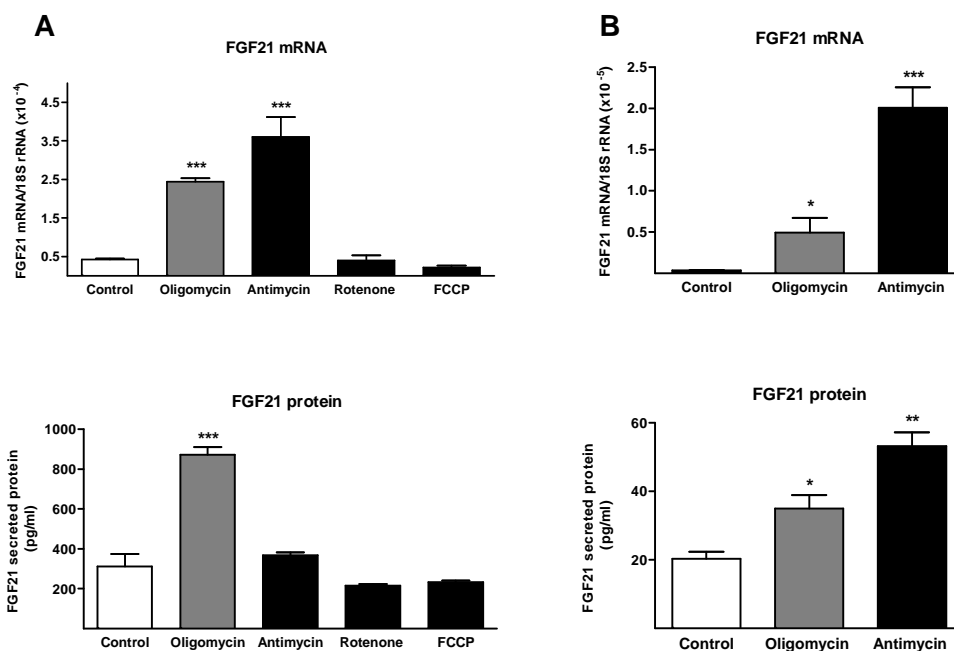 A
FGF21 mRNA
FGF21 mRNA/18S rRNA (x10⁻⁴)
4.5
3.5
2.5
1.5
0.5
***
***
Control Oligomycin Antimycin Rotenone FCCP
B
FGF21 mRNA
FGF21 mRNA/18S rRNA (x10⁻⁵)
2.5
2.0
1.5
1.0
0.5
*
***
Control Oligomycin Antimycin
FGF21 protein
FGF21 secreted protein
(pg/ml)
1000
800
600
400
200
***
Control Oligomycin Antimycin Rotenone FCCP
FGF21 protein
FGF21 secreted protein
(pg/ml)
60
40
20
0
*
**
Control Oligomycin Antimycin